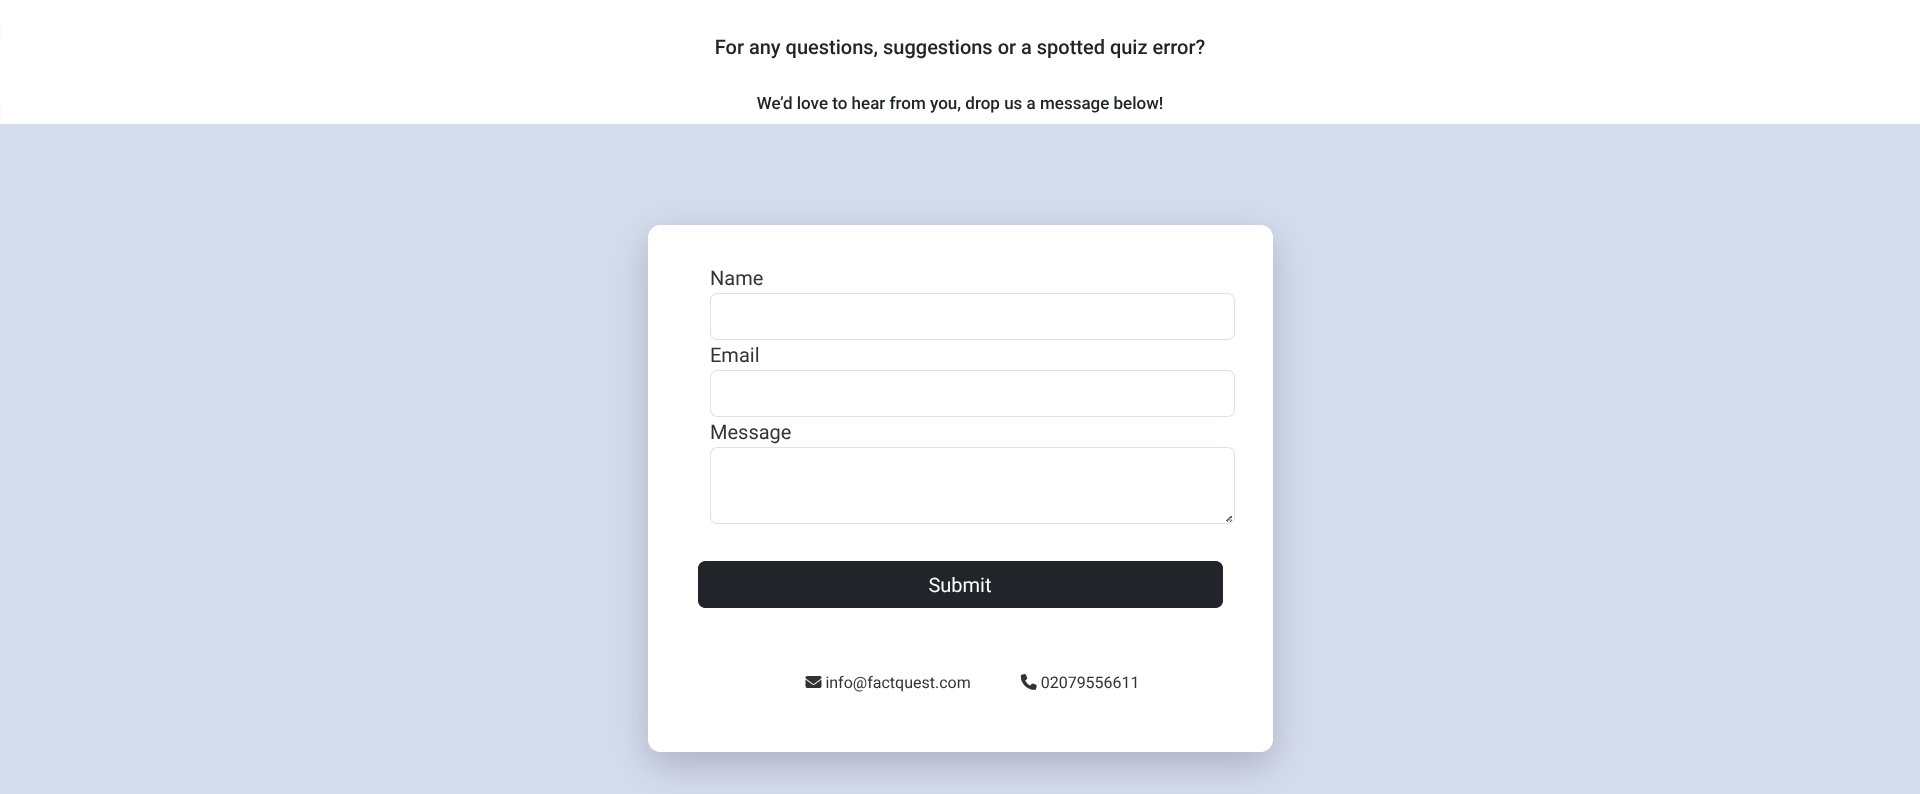 For any questions, suggestions or a spotted quiz error?
We’d love to hear from you, drop us a message below!
Name
Email
Message
Submit
info@factquest.com 02079556611